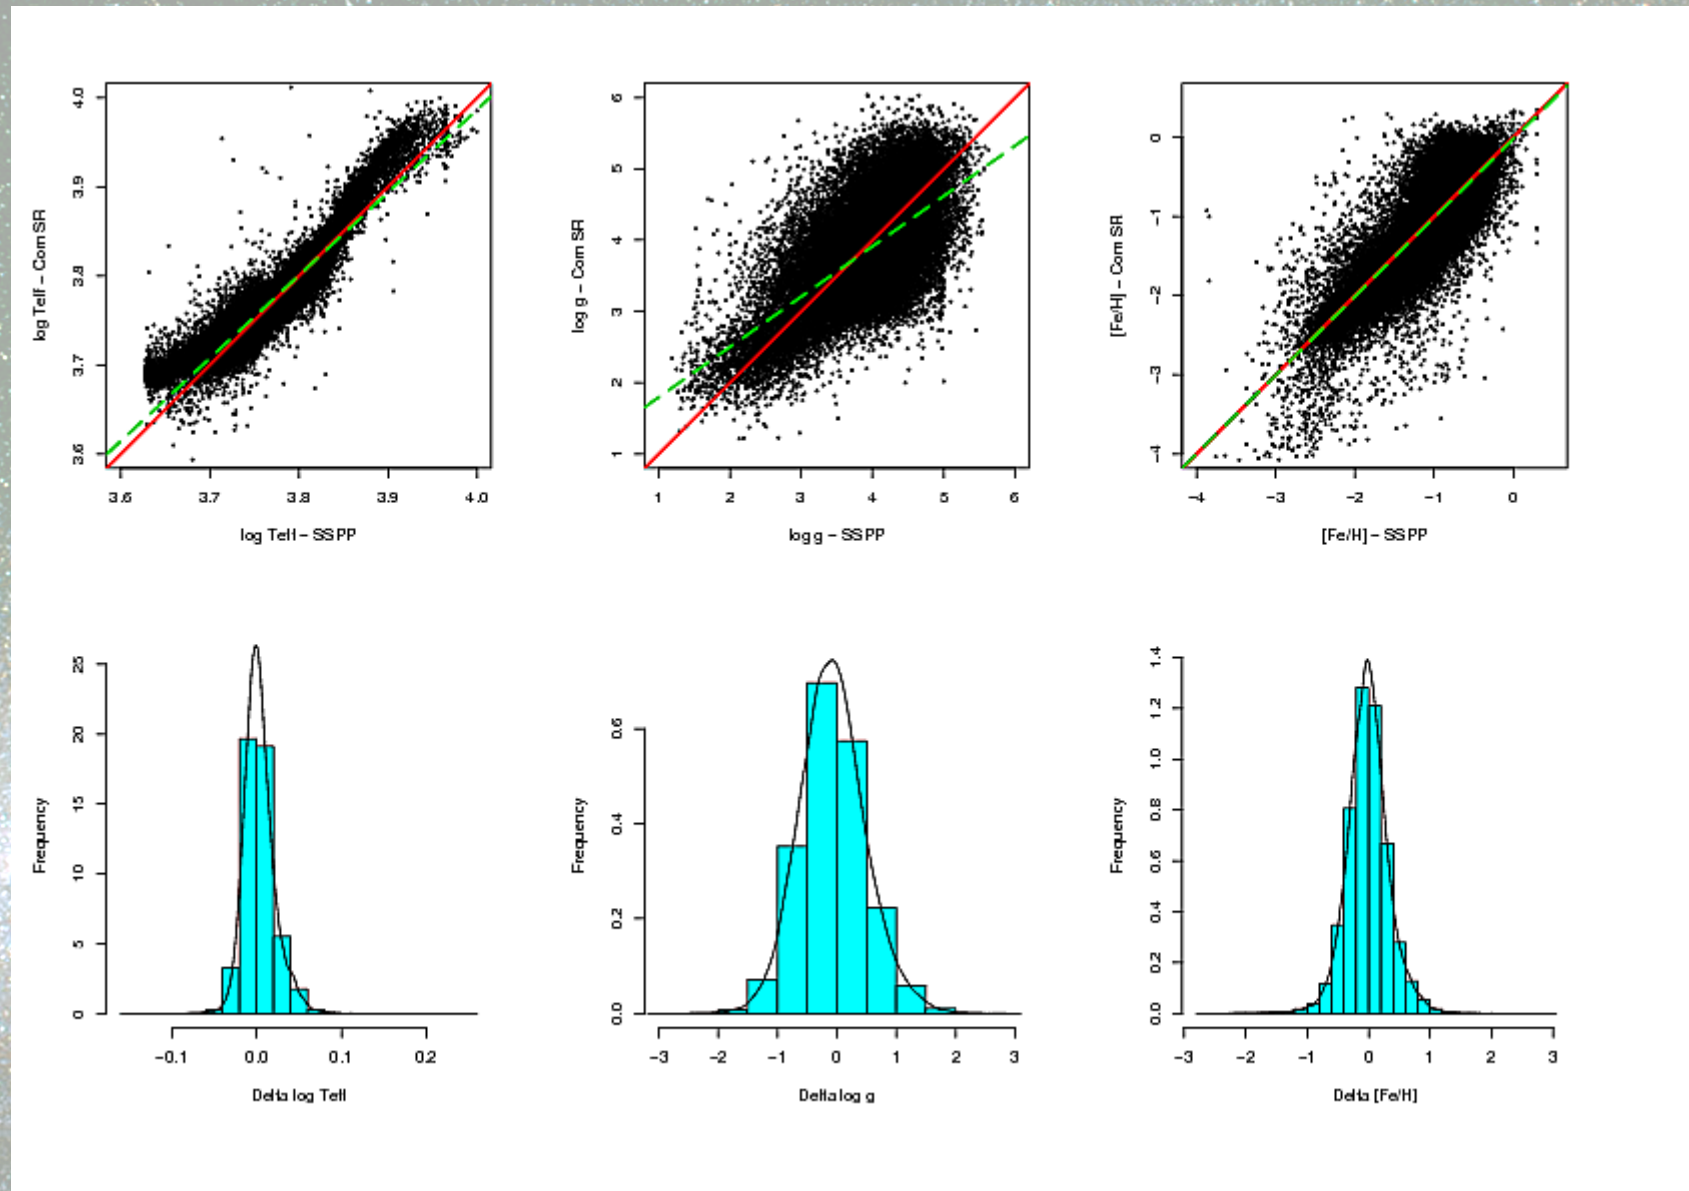 log Teff – Com SR
4.0
3.9
3.8
3.7
3.6
3.6 3.7 3.8 3.9 4.0
log Teff – SSPP
log g – Com SR
6
5
4
3
2
1
1 2 3 4 5 6
log g – SSPP
[Fe/H] – Com SR
0
–1
–2
–3
–4
–4 –3 –2 –1 0
[Fe/H] – SSPP
Frequency
25
20
15
10
5
0
–0.1 0.0 0.1 0.2
Delta log Teff
Frequency
0.6
0.4
0.2
0.0
–3 –2 –1 0 1 2 3
Delta log g
Frequency
1.4
1.2
1.0
0.8
0.6
0.4
0.2
0.0
–3 –2 –1 0 1 2 3
Delta [Fe/H]